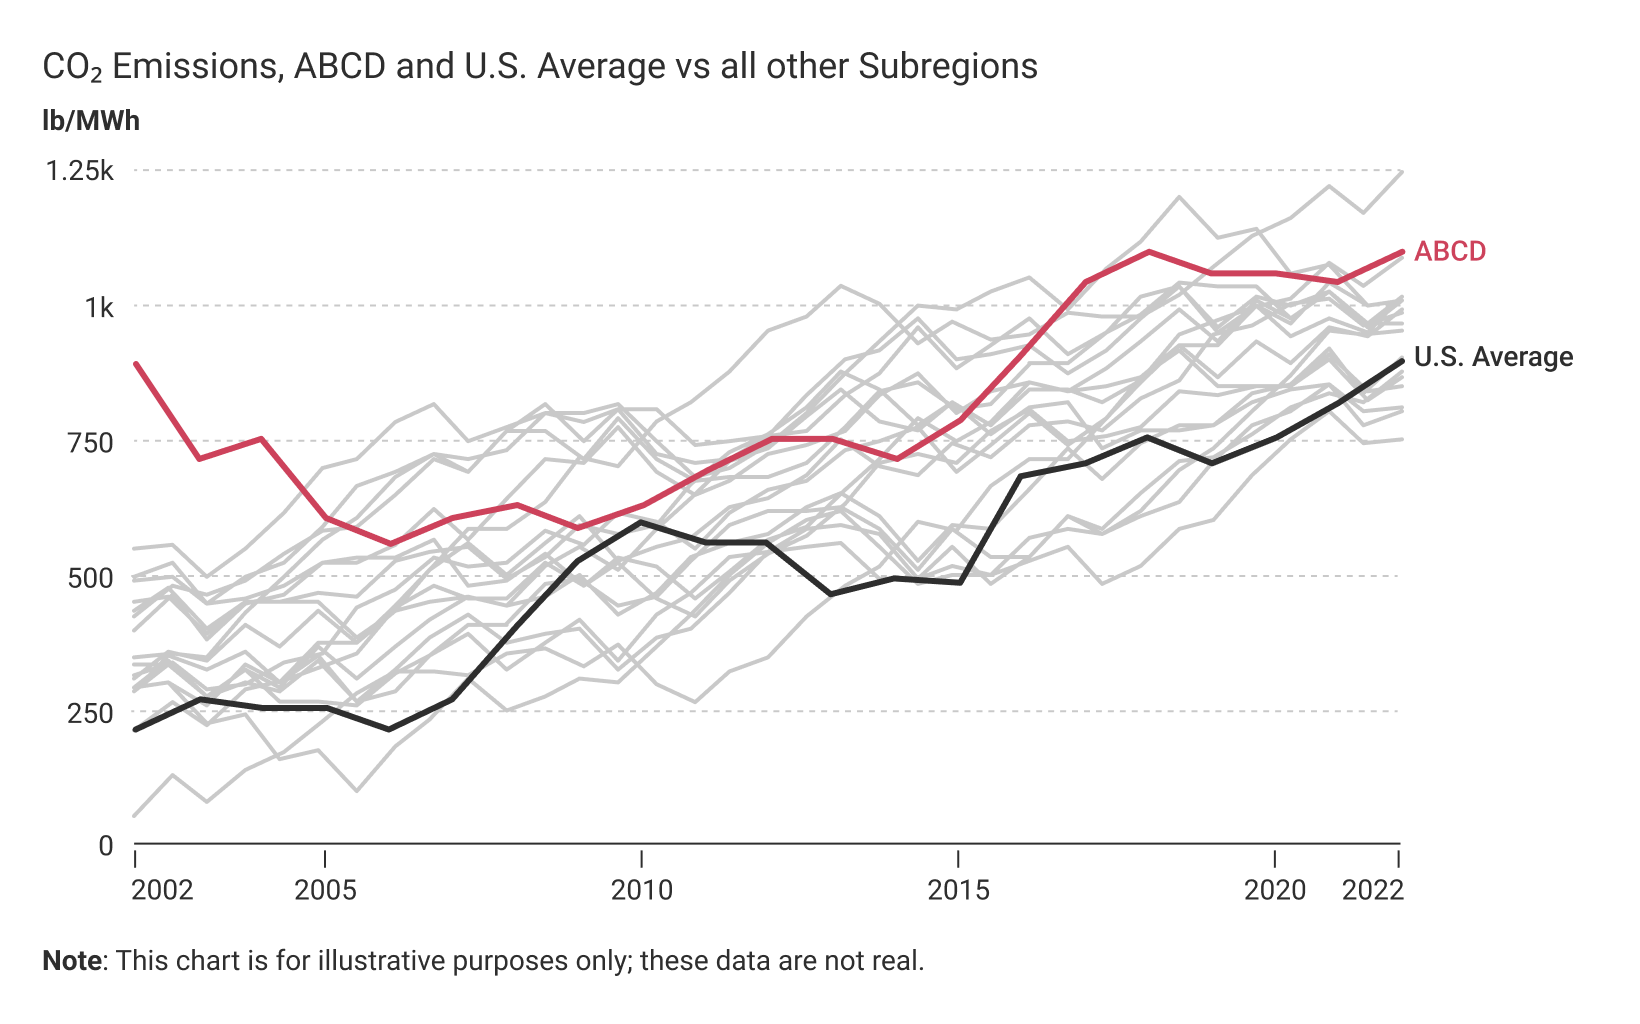 CO₂ Emissions, ABCD and U.S. Average vs all other Subregions
lb/MWh
1.25k
1k
750
500
250
0
ABCD
U.S. Average
2002 2005 2010 2015 2020 2022
Note: This chart is for illustrative purposes only; these data are not real.